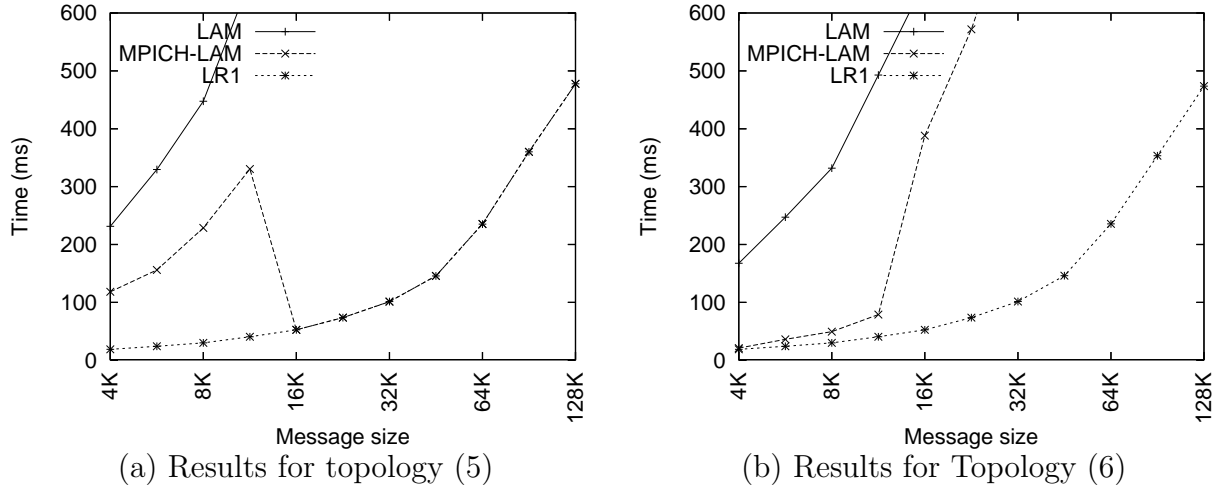 600
500
400
300
200
100
0
Time (ms)
LAM
MPICH-LAM
LR1
4K
8K
16K
32K
64K
128K
Message size
(a) Results for topology (5)
600
500
400
300
200
100
0
Time (ms)
LAM
MPICH-LAM
LR1
4K
8K
16K
32K
64K
128K
Message size
(b) Results for Topology (6)